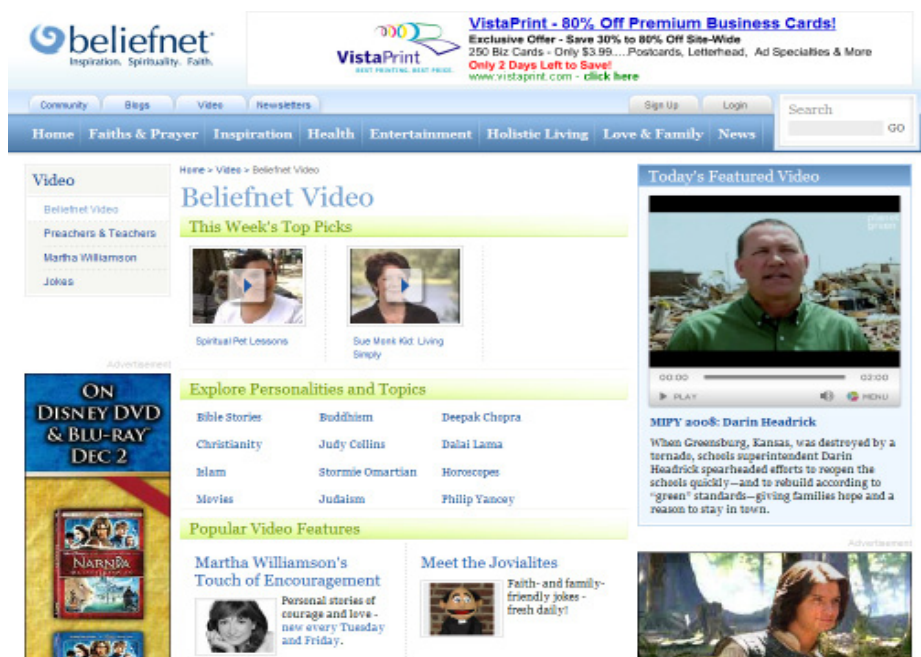 beliefnet
Inspiration. Spirituality. Faith.
VistaPrint
BEST PRINTING. BEST PRICE.
VistaPrint - 80% Off Premium Business Cards!
Exclusive Offer - Save 30% to 80% Off Site-Wide
250 Biz Cards - Only $3.99.....Postcards, Letterhead, Ad Specialties & More
Only 2 Days Left to Save!
www.vistaprint.com - click here
Community Blogs Video Newsletters Sign Up Login
Search
GO
Home Faiths & Prayer Inspiration Health Entertainment Holistic Living Love & Family News
Video
Beliefnet Video
Preachers & Teachers
Martha Williamson
Jokes
Advertisement
ON
DISNEY DVD
& BLU-RAY
DEC 2
NARNIA
Home > Video > Beliefnet Video
Beliefnet Video
This Week's Top Picks
Spiritual Pet Lessons
Sue Monk Kid: Living
Simply
Explore Personalities and Topics
Bible Stories Buddhism Deepak Chopra
Christianity Judy Collins Dalai Lama
Islam Stormie Omartian Horoscopes
Movies Judaism Philip Yancey
Popular Video Features
Martha Williamson's
Touch of Encouragement
Personal stories of
courage and love -
new every Tuesday
and Friday.
Meet the Jovialites
Faith- and family-
friendly jokes -
fresh daily!
Today's Featured Video
planet
green
00:00 02:00
PLAY MENU
MIPY 2008: Darin Headrick
When Greensburg, Kansas, was destroyed by a
tornado, schools superintendent Darin
Headrick spearheaded efforts to reopen the
schools quickly—and to rebuild according to
"green" standards—giving families hope and a
reason to stay in town.
Advertisement